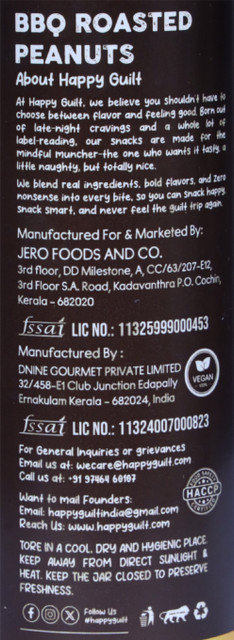 BBQ ROASTED
PEANUTS
About Happy Guilt
At Happy Guilt, we believe you shouldn't have to
choose between flavor and feeling good. Born out
of late-night cravings and a whole lot of
label-reading, our snacks are made for the
mindful muncher-the one who wants it tasty, a
little naughty, but totally nice.
We blend real ingredients, bold flavors, and zero
nonsense into every bite, so you can snack happy,
snack smart, and never feel the guilt trip again.
Manufactured For & Marketed By:
JERO FOODS AND CO.
3rd floor, DD Milestone, A, CC/63/207-E12,
3rd Floor S.A. Road, Kadavanthra P.O. Cochin,
Kerala - 682020
fssai LIC NO.: 11325999000453
Manufactured By :
DNINE GOURMET PRIVATE LIMITED
32/458-E1 Club Junction Edapally
Ernakulam Kerala - 682024, India
VEGAN
fssai LIC NO.: 11324007000823
For General Inquiries or grievances
Email us at: wecare@happyguilt.com
Call us at: +91 97464 60197
HACCP
CERTIFIED
Want to mail Founders:
Email: happyguiltindia@gmail.com
Reach Us: www.happyguilt.com
TORE IN A COOL, DRY AND HYGIENIC PLACE.
KEEP AWAY FROM DIRECT SUNLIGHT &
HEAT. KEEP THE JAR CLOSED TO PRESERVE
FRESHNESS.
Follow Us
#happyguilt